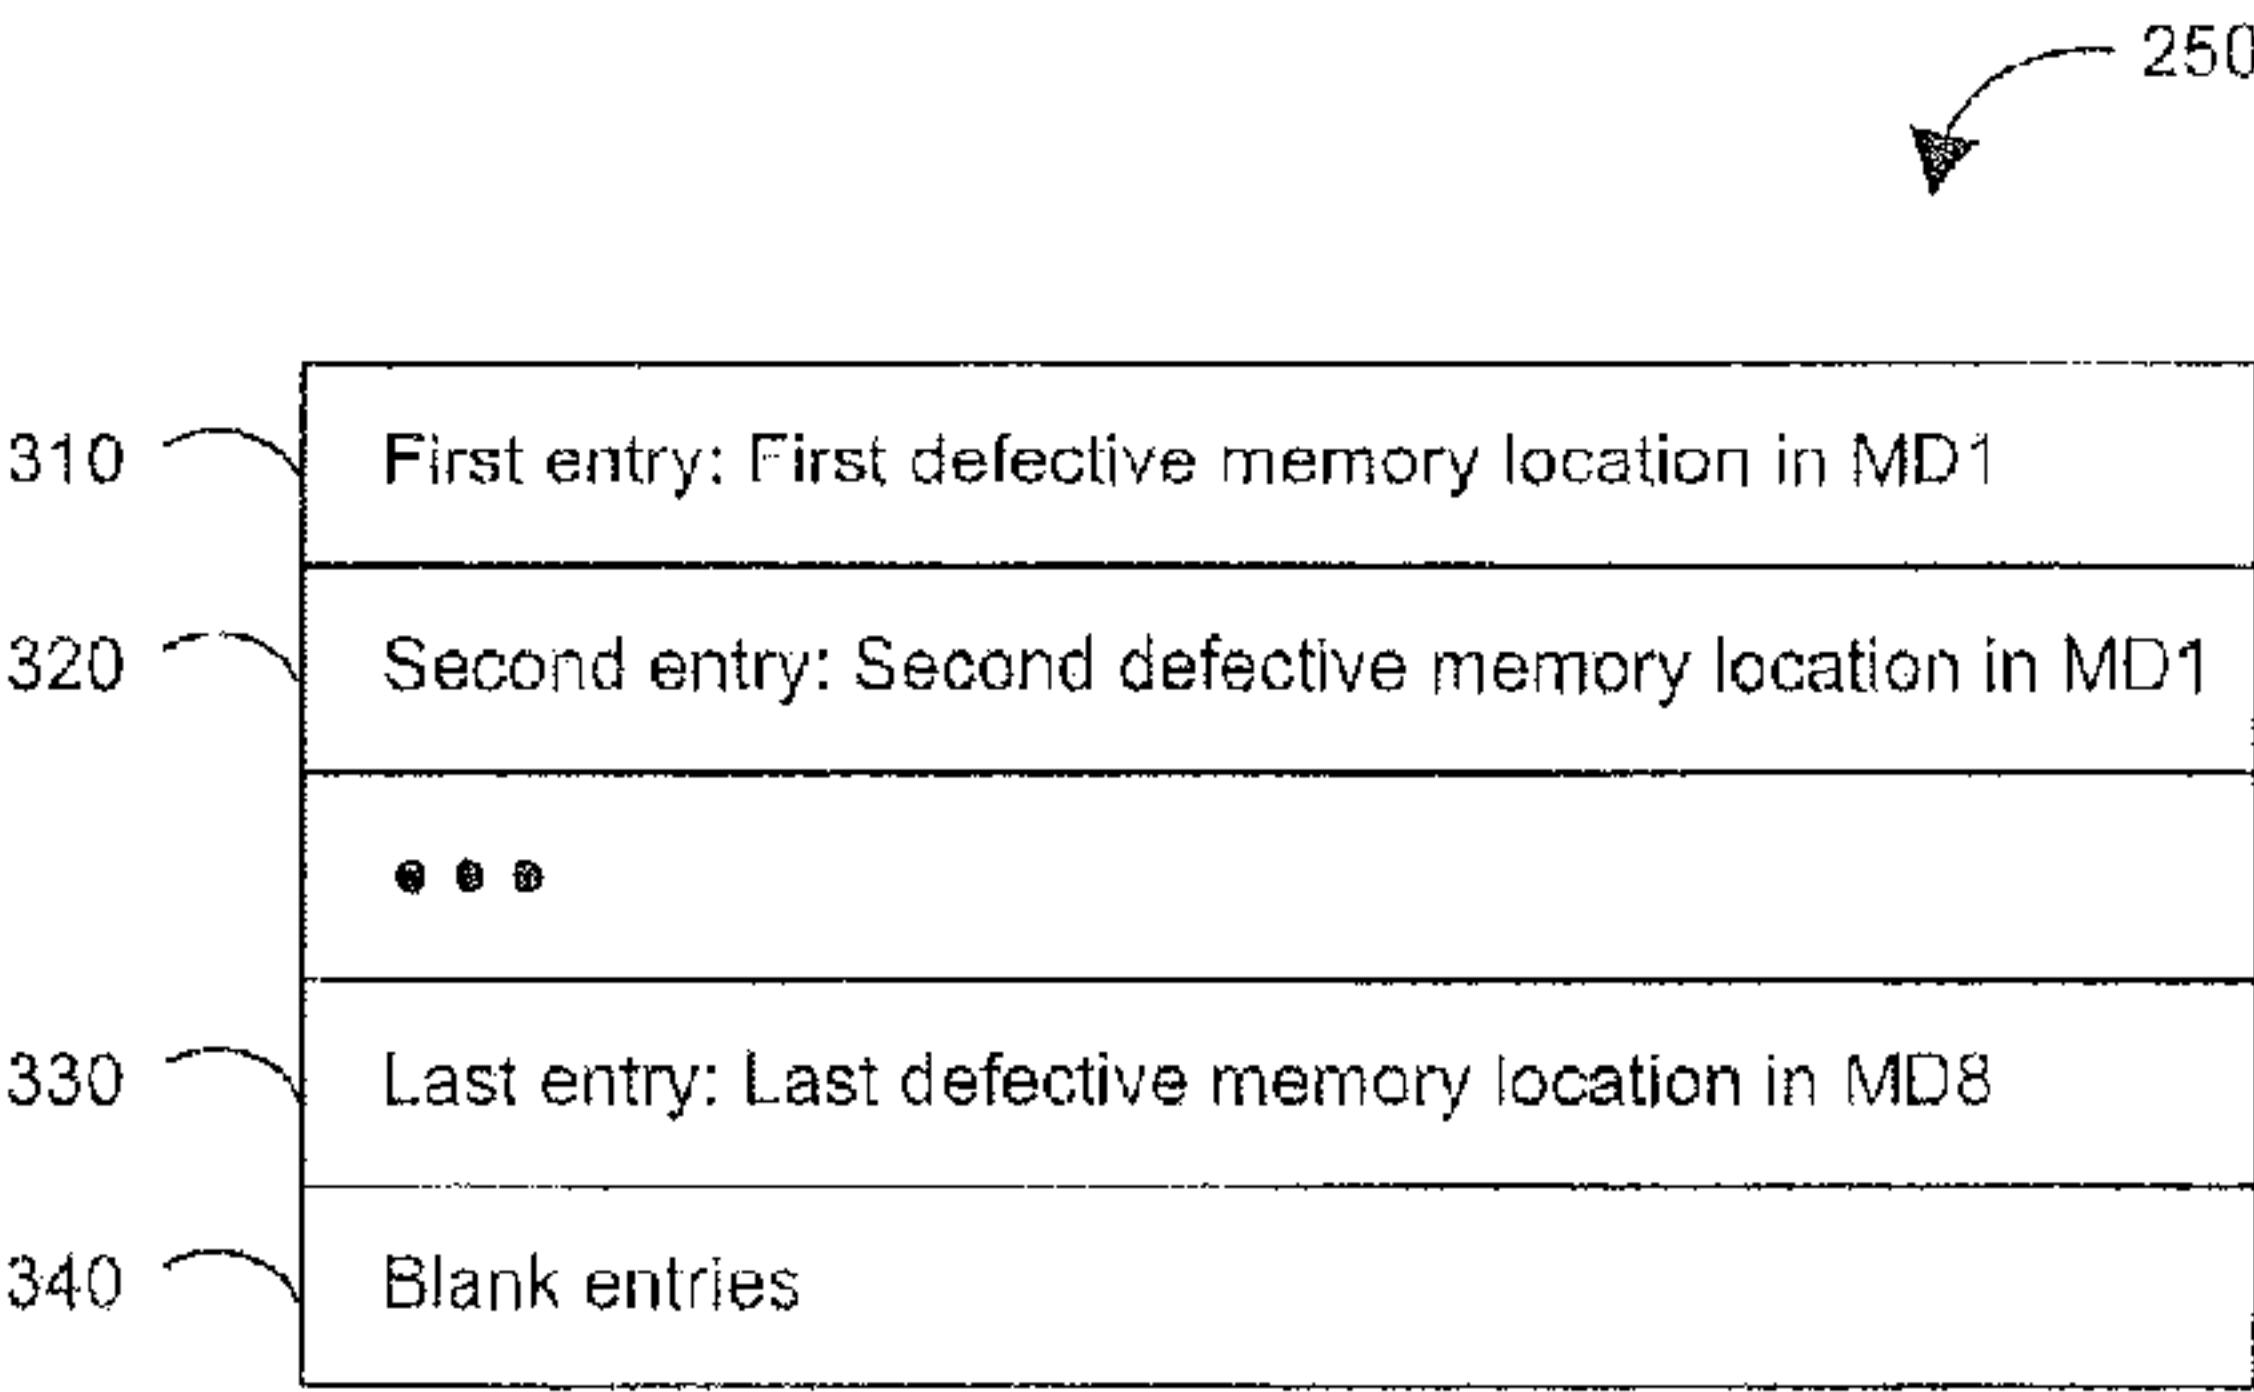 250
310 First entry: First defective memory location in MD1
320 Second entry: Second defective memory location in MD1
330 Last entry: Last defective memory location in MD8
340 Blank entries